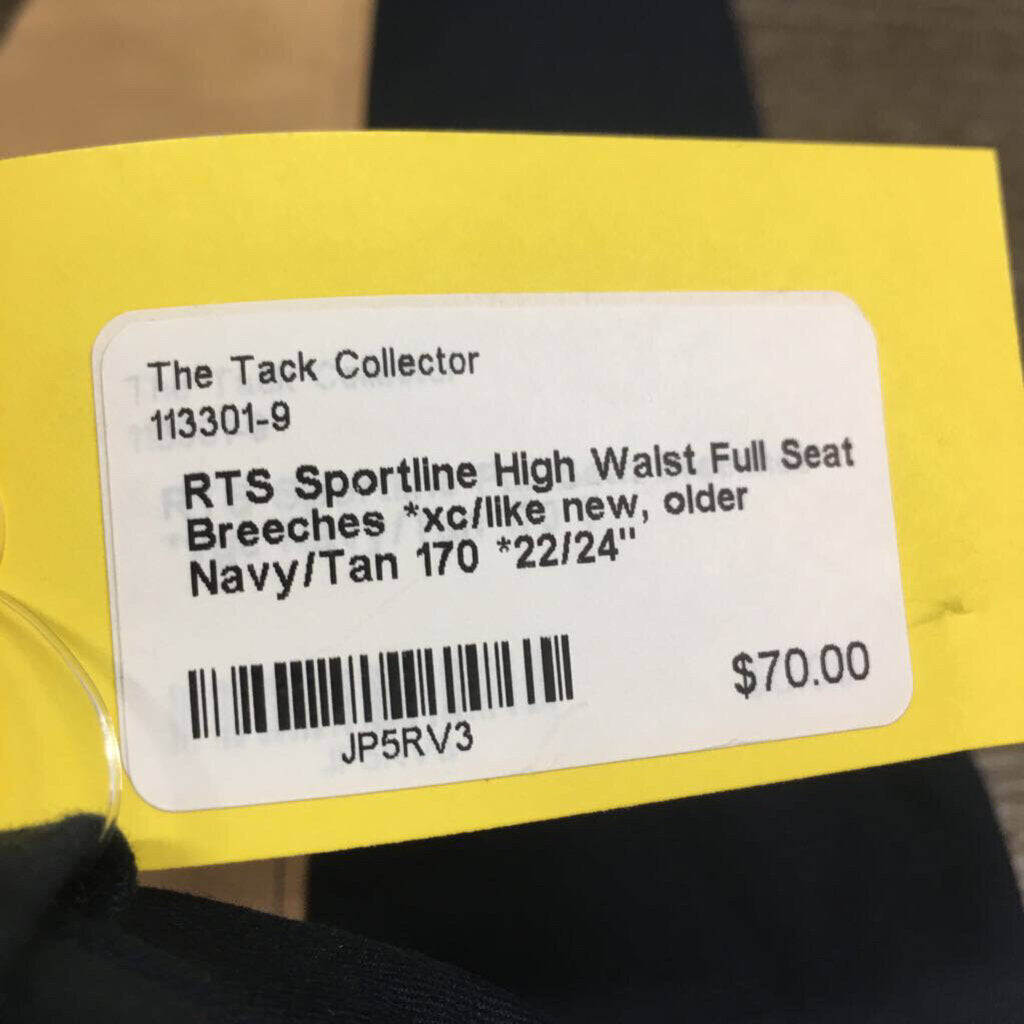 The Tack Collector
113301-9
RTS Sportline High Waist Full Seat
Breeches *xc/like new, older
Navy/Tan 170 *22/24"
$70.00
JP5RV3